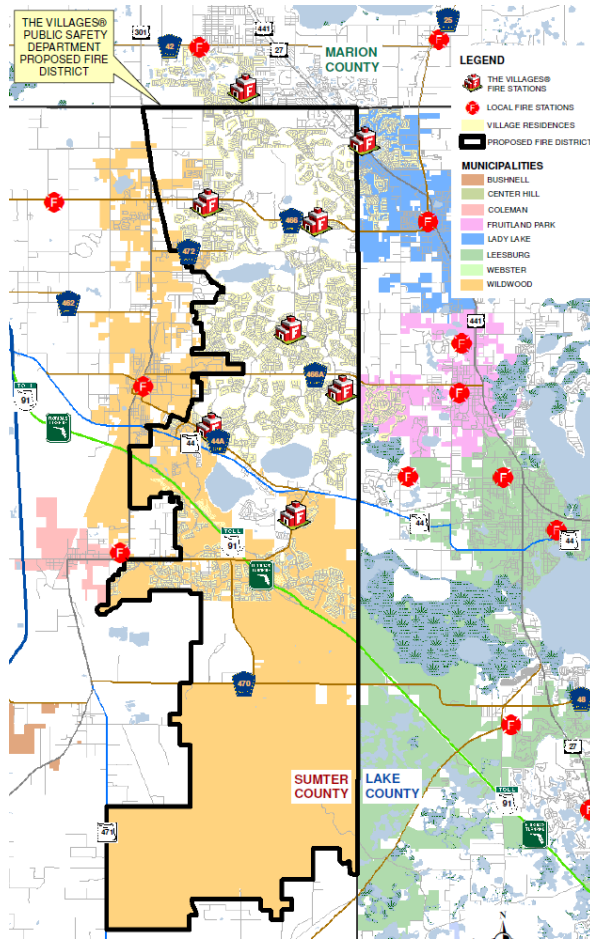 THE VILLAGES®
PUBLIC SAFETY
DEPARTMENT
PROPOSED FIRE
DISTRICT
301
42
F
441
27
25
F
MARION
COUNTY
LEGEND
F
THE VILLAGES®
FIRE STATIONS
F
LOCAL FIRE STATIONS
VILLAGE RESIDENCES
PROPOSED FIRE DISTRICT
MUNICIPALITIES
BUSHNELL
CENTER HILL
COLEMAN
FRUITLAND PARK
LADY LAKE
LEESBURG
WEBSTER
WILDWOOD
F
F
F
F
466
F
F
472
462
441
F
F
TOLL
91
F
466A
F
F
F
44
44A
F
F
F
TOLL
91
44
F
44
F
470
48
F
27
SUMTER
COUNTY
LAKE
COUNTY
TOLL
91
F
471
N